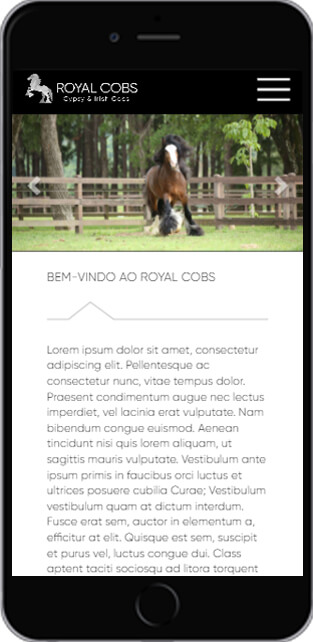 ROYAL COBS
Gypsy & Irish Cobs
BEM-VINDO AO ROYAL COBS
Lorem ipsum dolor sit amet, consectetur
adipiscing elit. Pellentesque ac
consectetur nunc, vitae tempus dolor.
Praesent condimentum augue nec lectus
imperdiet, vel lacinia erat vulputate. Nam
bibendum congue euismod. Aenean
tincidunt nisi quis lorem aliquam, ut
sagittis mauris vulputate. Vestibulum ante
ipsum primis in faucibus orci luctus et
ultrices posuere cubilia Curae; Vestibulum
vestibulum quam at dictum interdum.
Fusce erat sem, auctor in elementum a,
efficitur at elit. Quisque est sem, suscipit
et purus vel, luctus congue dui. Class
aptent taciti sociosqu ad litora torquent